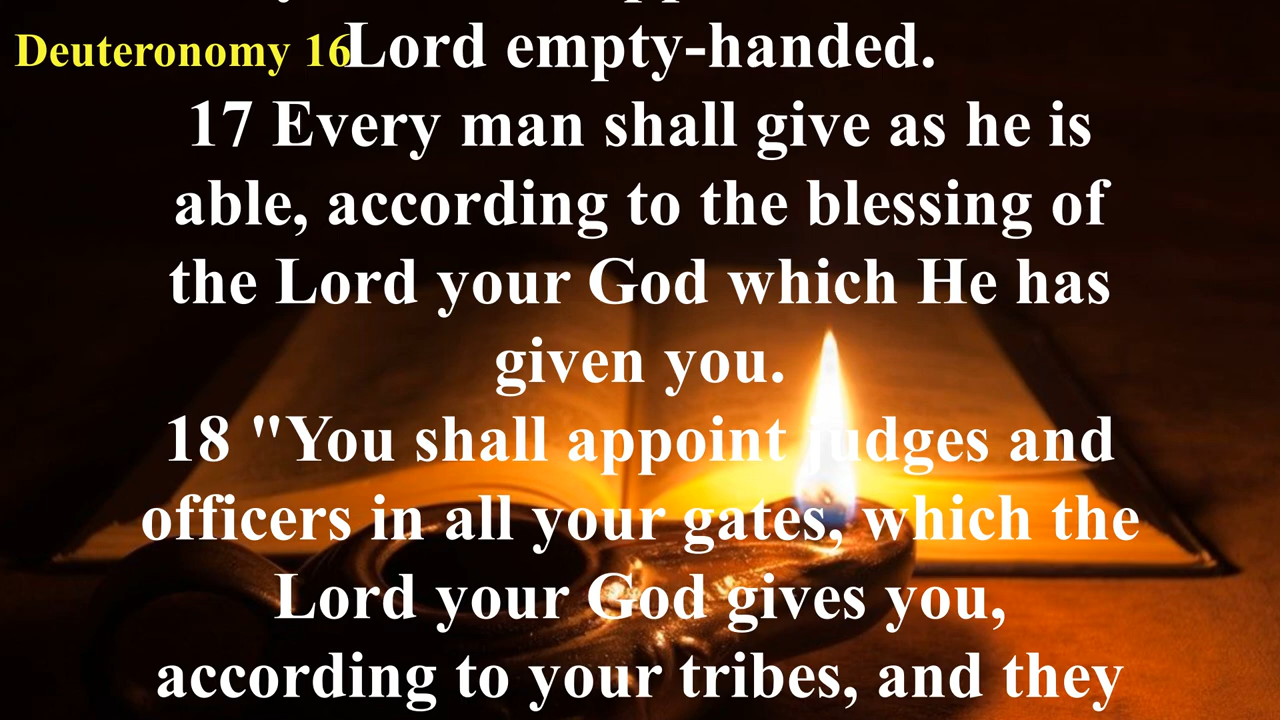 Deuteronomy 16
Lord empty-handed.
17 Every man shall give as he is
able, according to the blessing of
the Lord your God which He has
given you.
18 "You shall appoint judges and
officers in all your gates, which the
Lord your God gives you,
according to your tribes, and they